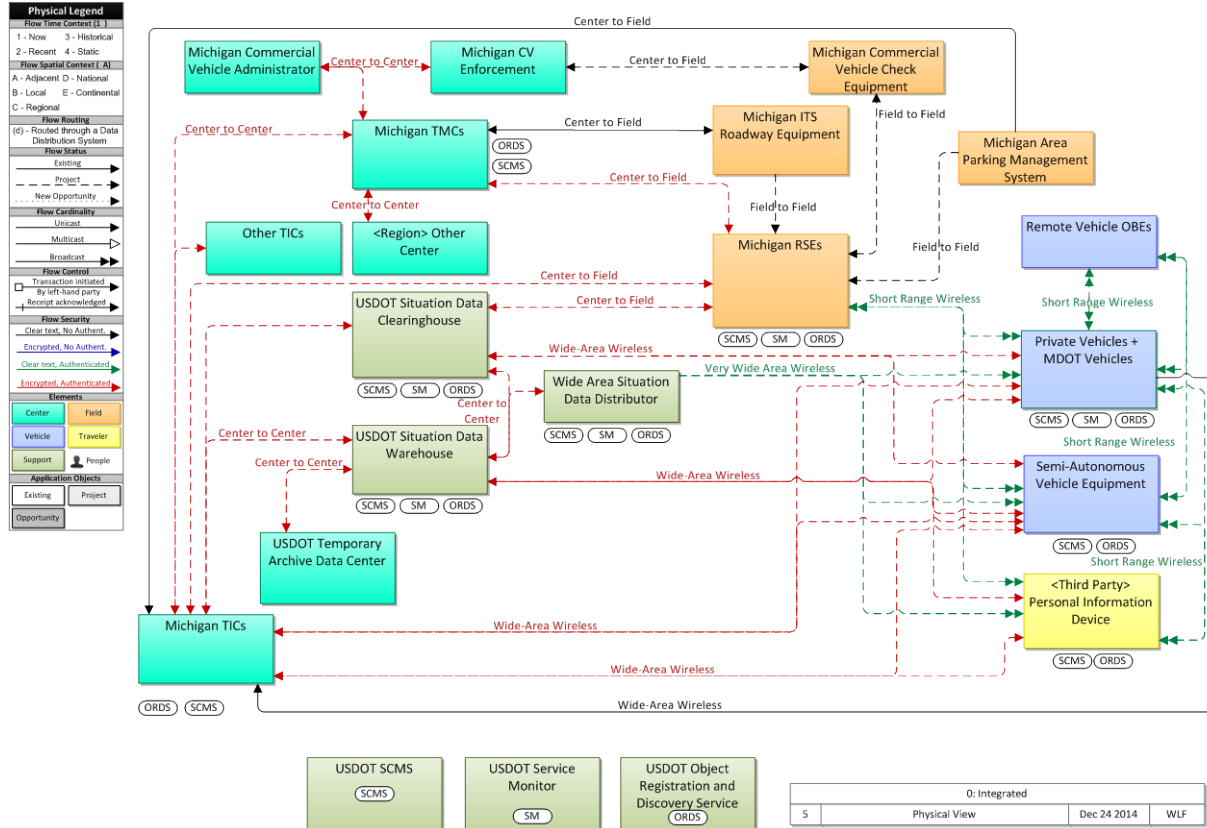 Physical Legend
Flow Time Context (1 )
1 - Now 3 - Historical
2 - Recent 4 - Static
Flow Spatial Context ( A)
A - Adjacent D - National
B - Local E - Continental
C - Regional
Flow Routing
(d) - Routed through a Data
Distribution System
Flow Status
Existing
Project
New Opportunity
Flow Cardinality
Unicast
Multicast
Broadcast
Flow Control
Transaction initiated
By left-hand party
Receipt acknowledged
Flow Security
Clear text, No Authent.
Encrypted, No Authent.
Clear text, Authenticated
Encrypted, Authenticated
Elements
Center Field
Vehicle Traveler
Support People
Application Objects
Existing Project
Opportunity
Center to Field
Michigan Commercial
Vehicle Administrator
Center to Center
Michigan CV
Enforcement
Center to Field
Michigan Commercial
Vehicle Check
Equipment
Center to Center
Michigan TMCs
ORDS
SCMS
Center to Field
Michigan ITS
Roadway Equipment
Field to Field
Michigan Area
Parking Management
System
Center to Field
Center to Center
Field to Field
Other TICs
<Region> Other
Center
Michigan RSEs
Field to Field
Remote Vehicle OBEs
Center to Field
USDOT Situation Data
Clearinghouse
Center to Field
Short Range Wireless
Short Range Wireless
SCMS SM ORDS
Private Vehicles +
MDOT Vehicles
Wide-Area Wireless
Very Wide Area Wireless
SCMS SM ORDS
Wide Area Situation
Data Distributor
Center to
Center
SCMS SM ORDS
SCMS SM ORDS
Center to Center
USDOT Situation Data
Warehouse
Short Range Wireless
Center to Center
Semi-Autonomous
Vehicle Equipment
Wide-Area Wireless
SCMS SM ORDS
USDOT Temporary
Archive Data Center
SCMS ORDS
Short Range Wireless
<Third Party>
Personal Information
Device
Michigan TICs
Wide-Area Wireless
SCMS ORDS
Wide-Area Wireless
ORDS SCMS
Wide-Area Wireless
USDOT SCMS
SCMS
USDOT Service
Monitor
SM
USDOT Object
Registration and
Discovery Service
ORDS
0: Integrated
5 Physical View Dec 24 2014 WLF